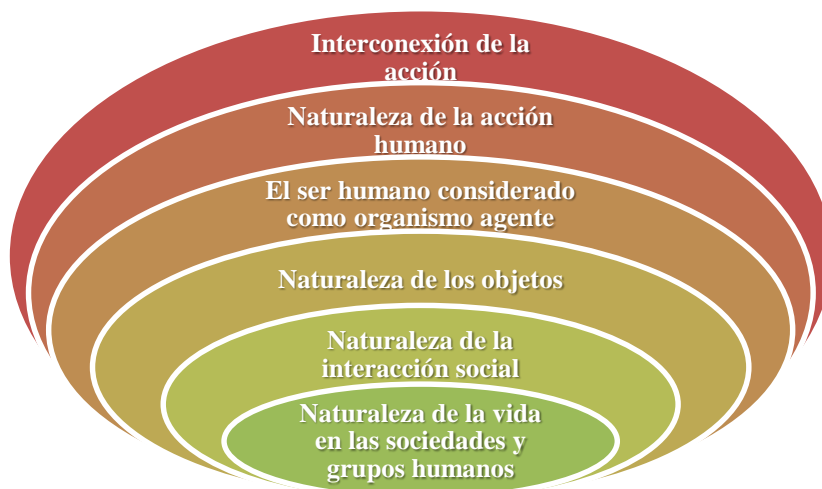 Interconexión de la
acción
Naturaleza de la acción
humano
El ser humano considerado
como organismo agente
Naturaleza de los objetos
Naturaleza de la
interacción social
Naturaleza de la vida
en las sociedades y
grupos humanos